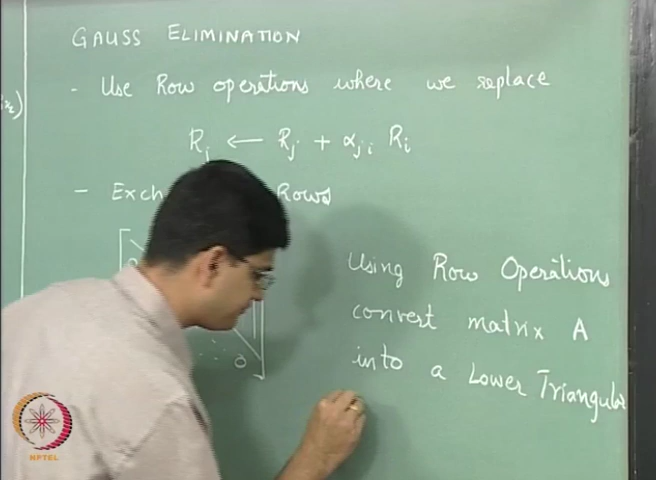 GAUSS ELIMINATION
- Use Row operations where we replace
Rj ← Rj + αji Ri
- Exch Rows
Using Row Operations
convert matrix A
into a Lower Triangular
0
NPTEL